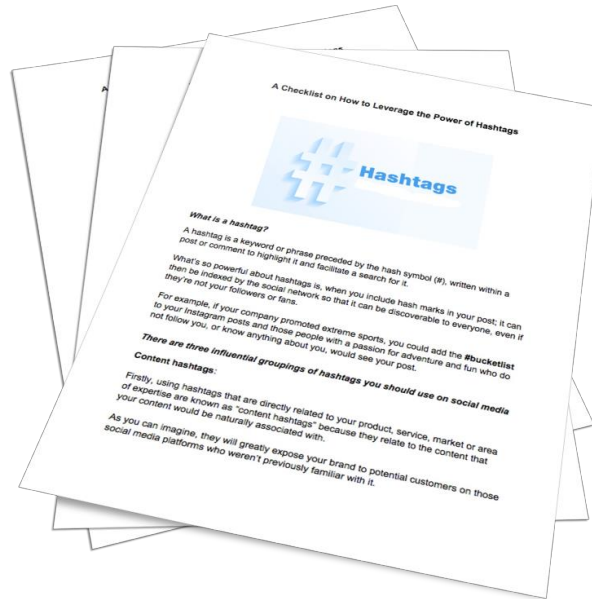 A Checklist on How to Leverage the Power of Hashtags
# Hashtags
What is a hashtag?
A hashtag is a keyword or phrase preceded by the hash symbol (#), written within a
post or comment to highlight it and facilitate a search for it.
What's so powerful about hashtags is, when you include hash marks in your post; it can
then be indexed by the social network so that it can be discoverable to everyone, even if
they're not your followers or fans.
For example, if your company promoted extreme sports, you could add the #bucketlist
to your Instagram posts and those people with a passion for adventure and fun who do
not follow you, or know anything about you, would see your post.
There are three influential groupings of hashtags you should use on social media
Content hashtags:
Firstly, using hashtags that are directly related to your product, service, market or area
of expertise are known as "content hashtags" because they relate to the content that
your content would be naturally associated with.
As you can imagine, they will greatly expose your brand to potential customers on those
social media platforms who weren't previously familiar with it.